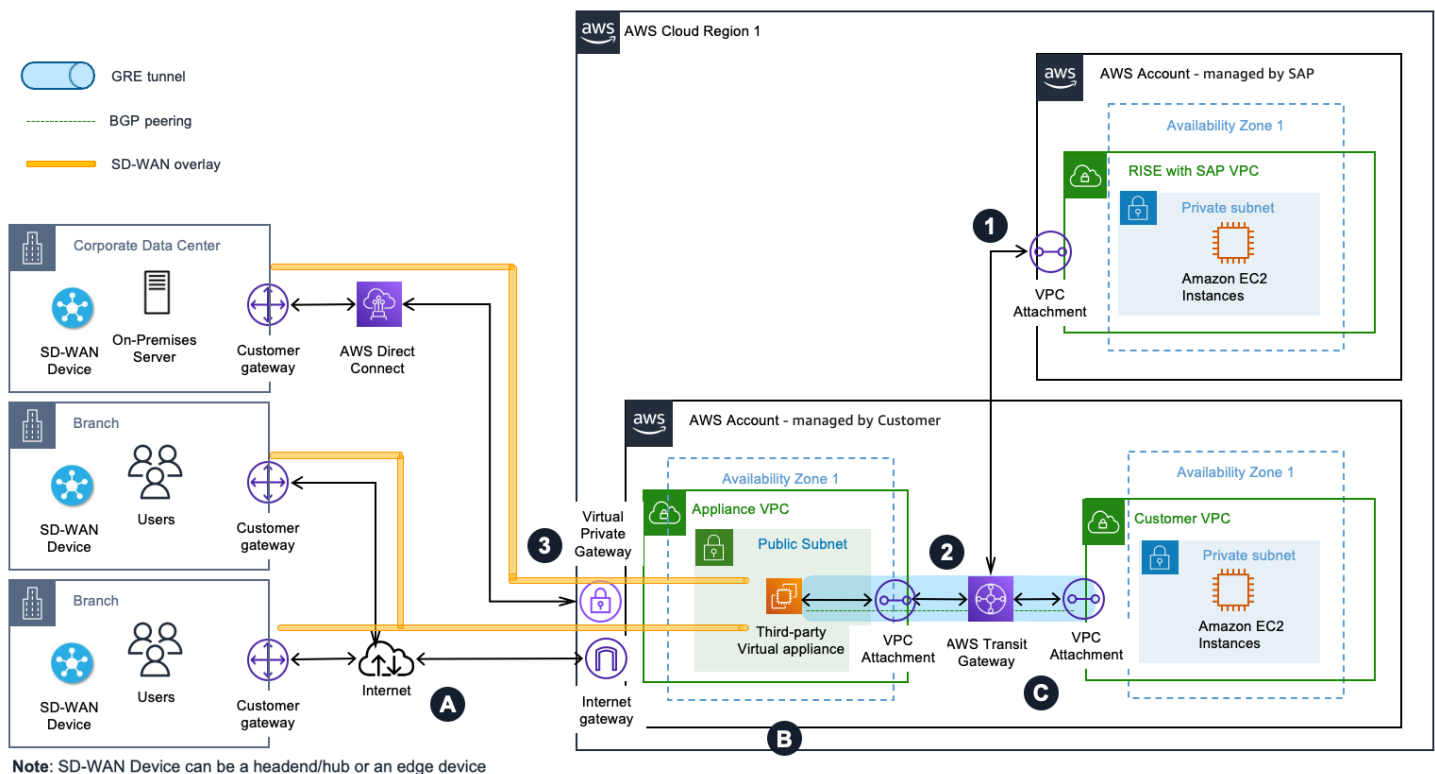 aws
AWS Cloud Region 1
GRE tunnel
BGP peering
SD-WAN overlay
aws
AWS Account - managed by SAP
Availability Zone 1
RISE with SAP VPC
Private subnet
Amazon EC2
Instances
1
VPC
Attachment
Corporate Data Center
SD-WAN
Device
On-Premises
Server
Customer
gateway
AWS Direct
Connect
Branch
SD-WAN
Device
Users
Customer
gateway
Branch
SD-WAN
Device
Users
Customer
gateway
Internet
A
aws
AWS Account - managed by Customer
3
Virtual
Private
Gateway
Internet
gateway
Availability Zone 1
Appliance VPC
Public Subnet
Third-party
Virtual appliance
VPC
Attachment
2
AWS Transit
Gateway
C
VPC
Attachment
Availability Zone 1
Customer VPC
Private subnet
Amazon EC2
Instances
B
Note: SD-WAN Device can be a headend/hub or an edge device